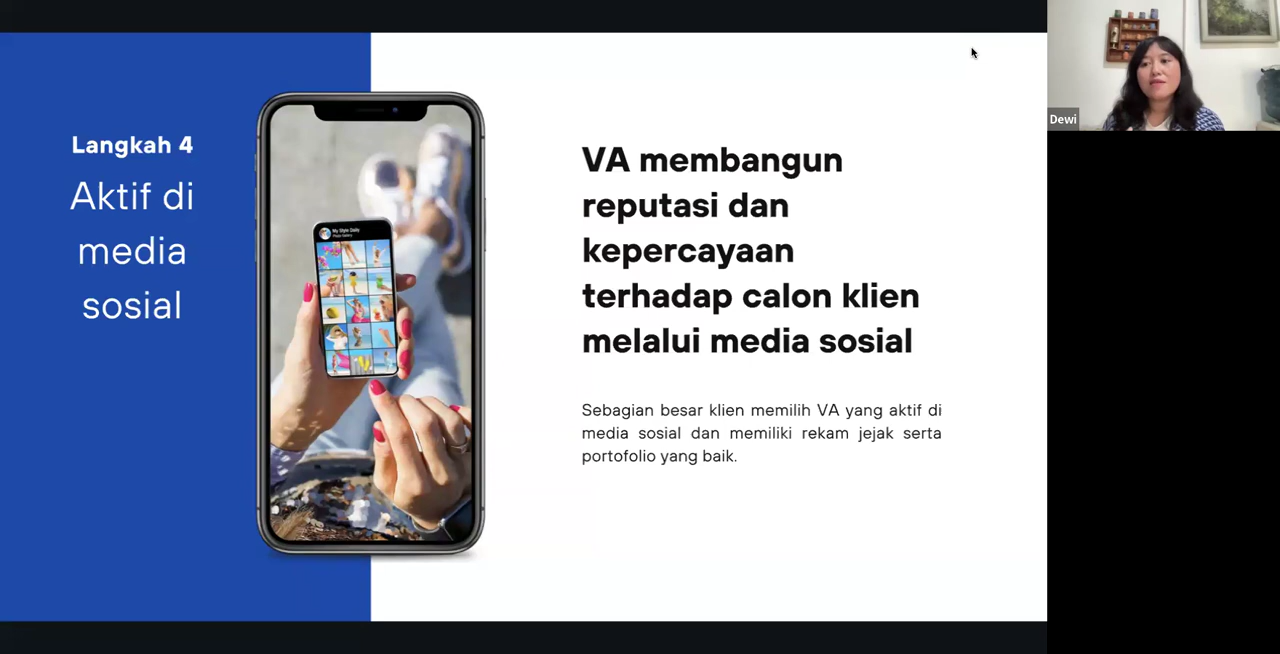 Langkah 4
Aktif di
media
sosial
My Style Daily
VA membangun
reputasi dan
kepercayaan
terhadap calon klien
melalui media sosial
Sebagian besar klien memilih VA yang aktif di
media sosial dan memiliki rekam jejak serta
portofolio yang baik.
Dewi